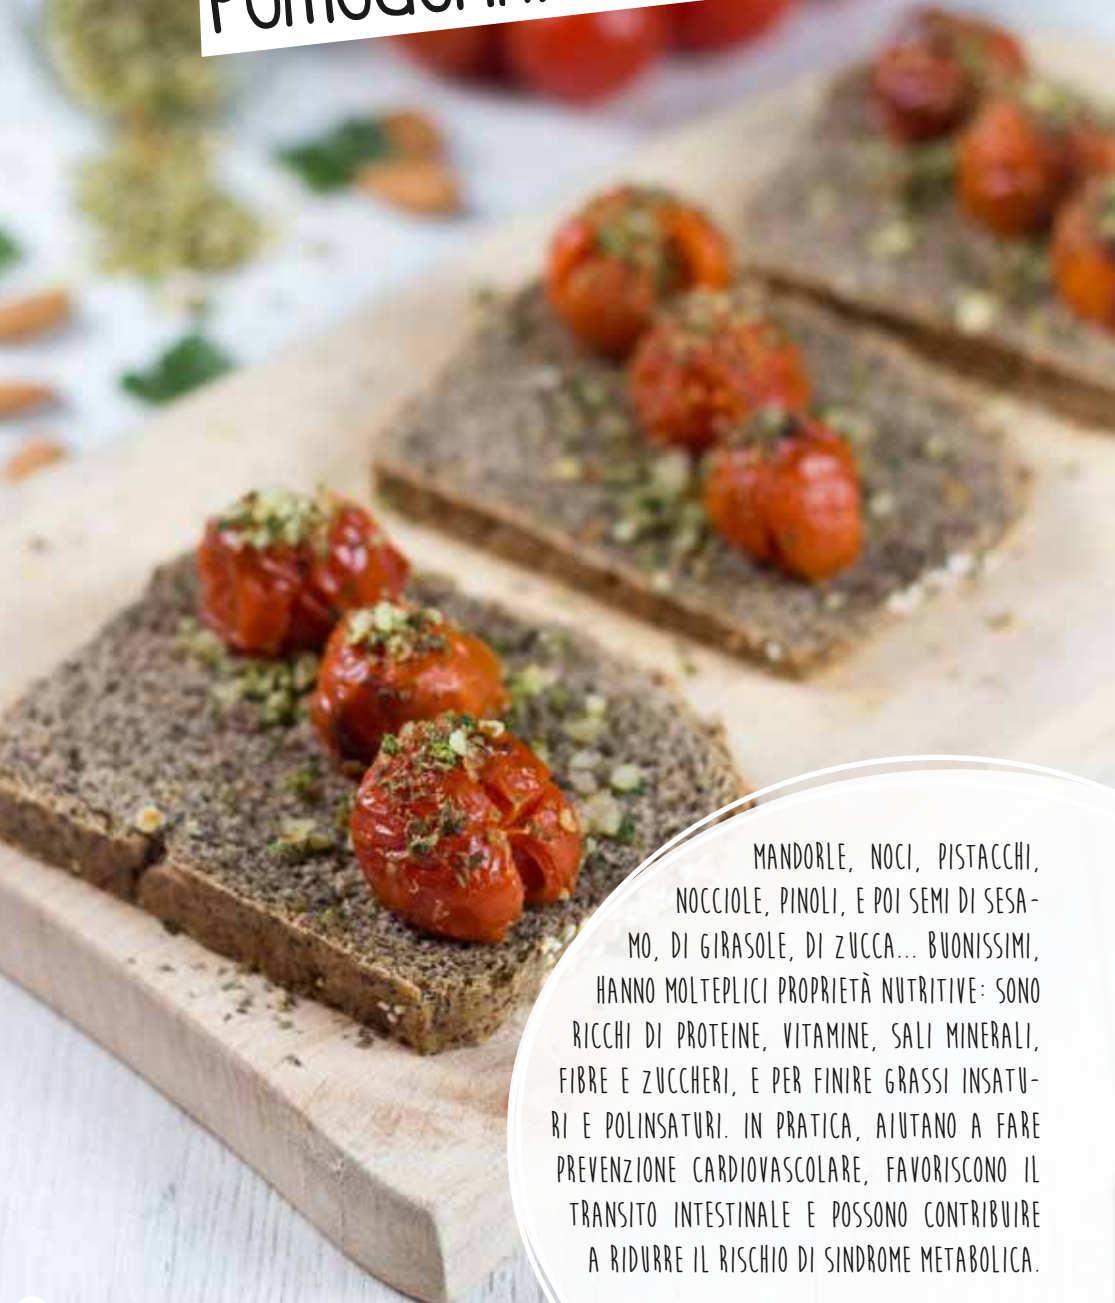 MANDORLE, NOCI, PISTACCHI,
NOCCIOLE, PINOLI, E POI SEMI DI SESA-
MO, DI GIRASOLE, DI ZUCCA... BUONISSIMI,
HANNO MOLTEPLICI PROPRIETÀ NUTRITIVE: SONO
RICCHI DI PROTEINE, VITAMINE, SALI MINERALI,
FIBRE E ZUCCHERI, E PER FINIRE GRASSI INSATU-
RI E POLINSATURI. IN PRATICA, AIUTANO A FARE
PREVENZIONE CARDIOVASCOLARE, FAVORISCONO IL
TRANSITO INTESTINALE E POSSONO CONTRIBUIRE
A RIDURRE IL RISCHIO DI SINDROME METABOLICA.